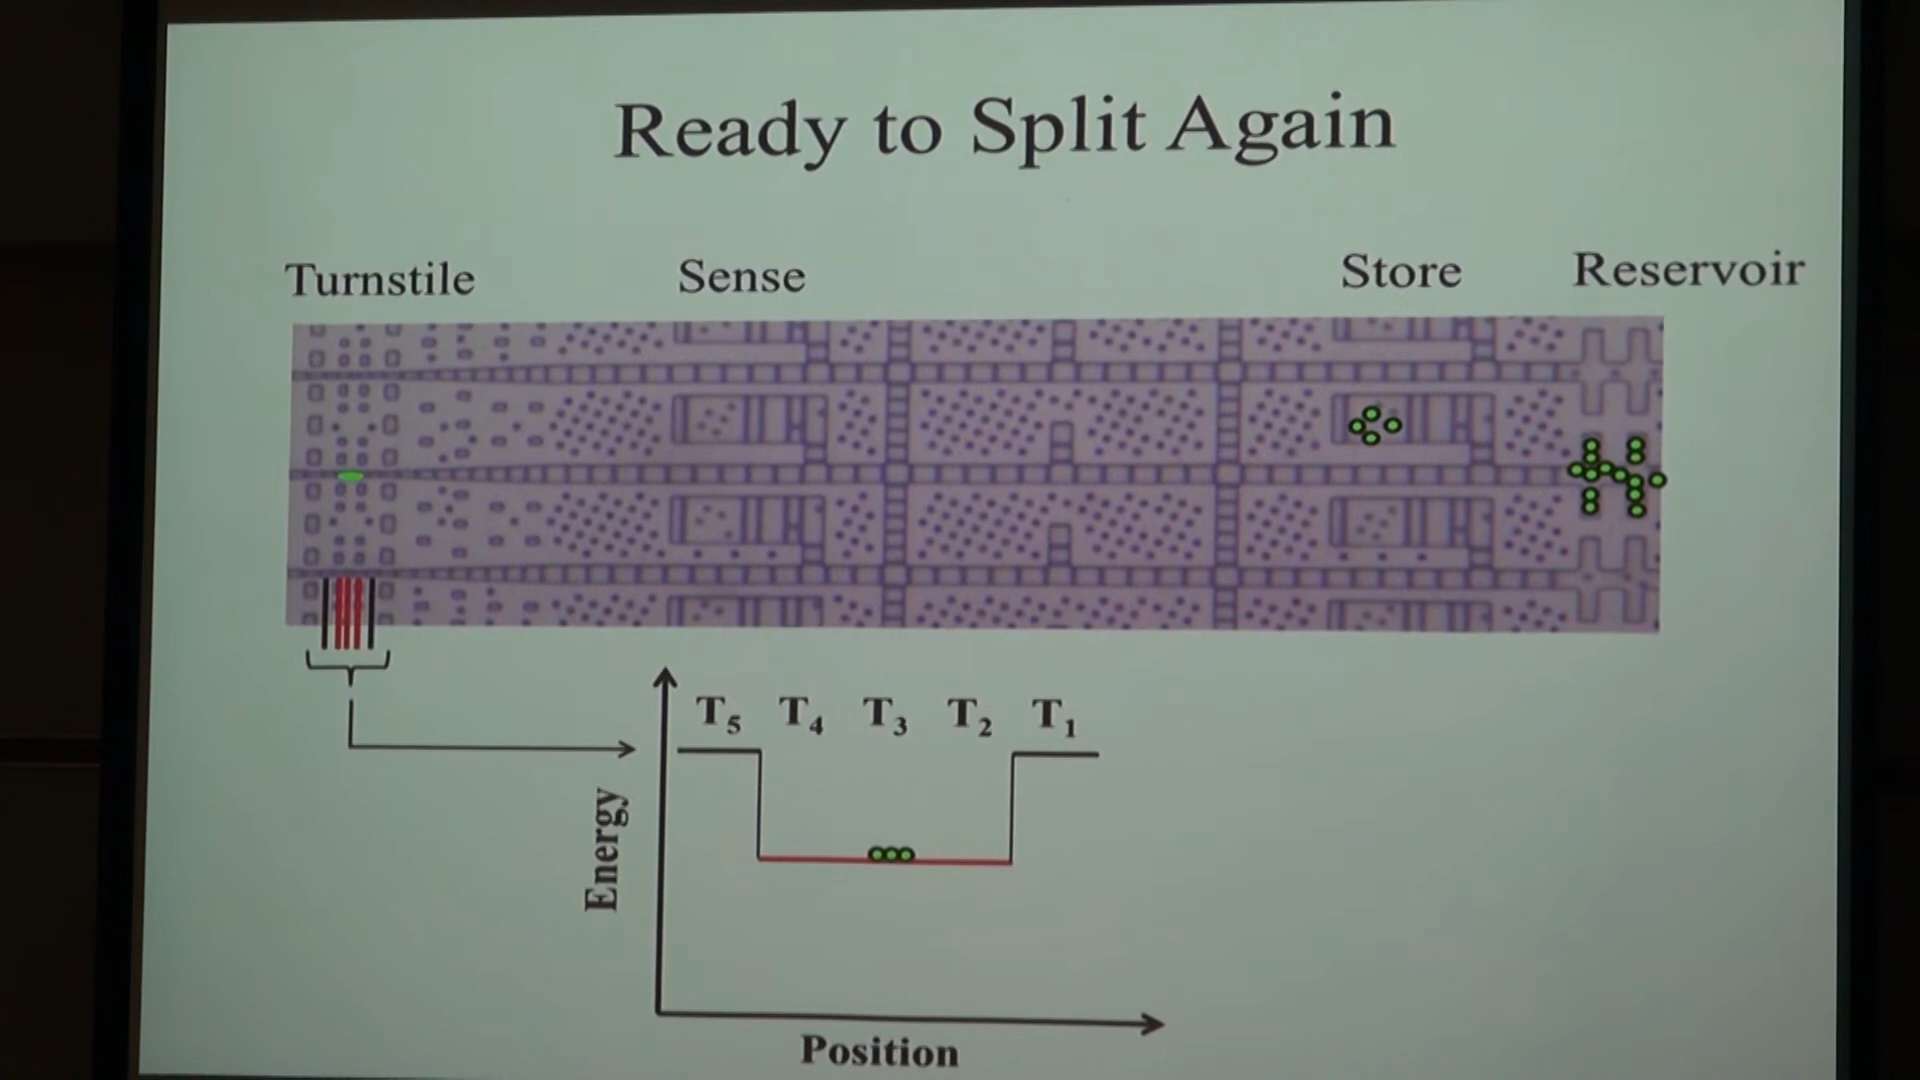 Ready to Split Again
Turnstile Sense Store Reservoir
T₅ T₄ T₃ T₂ T₁
Energy
Position